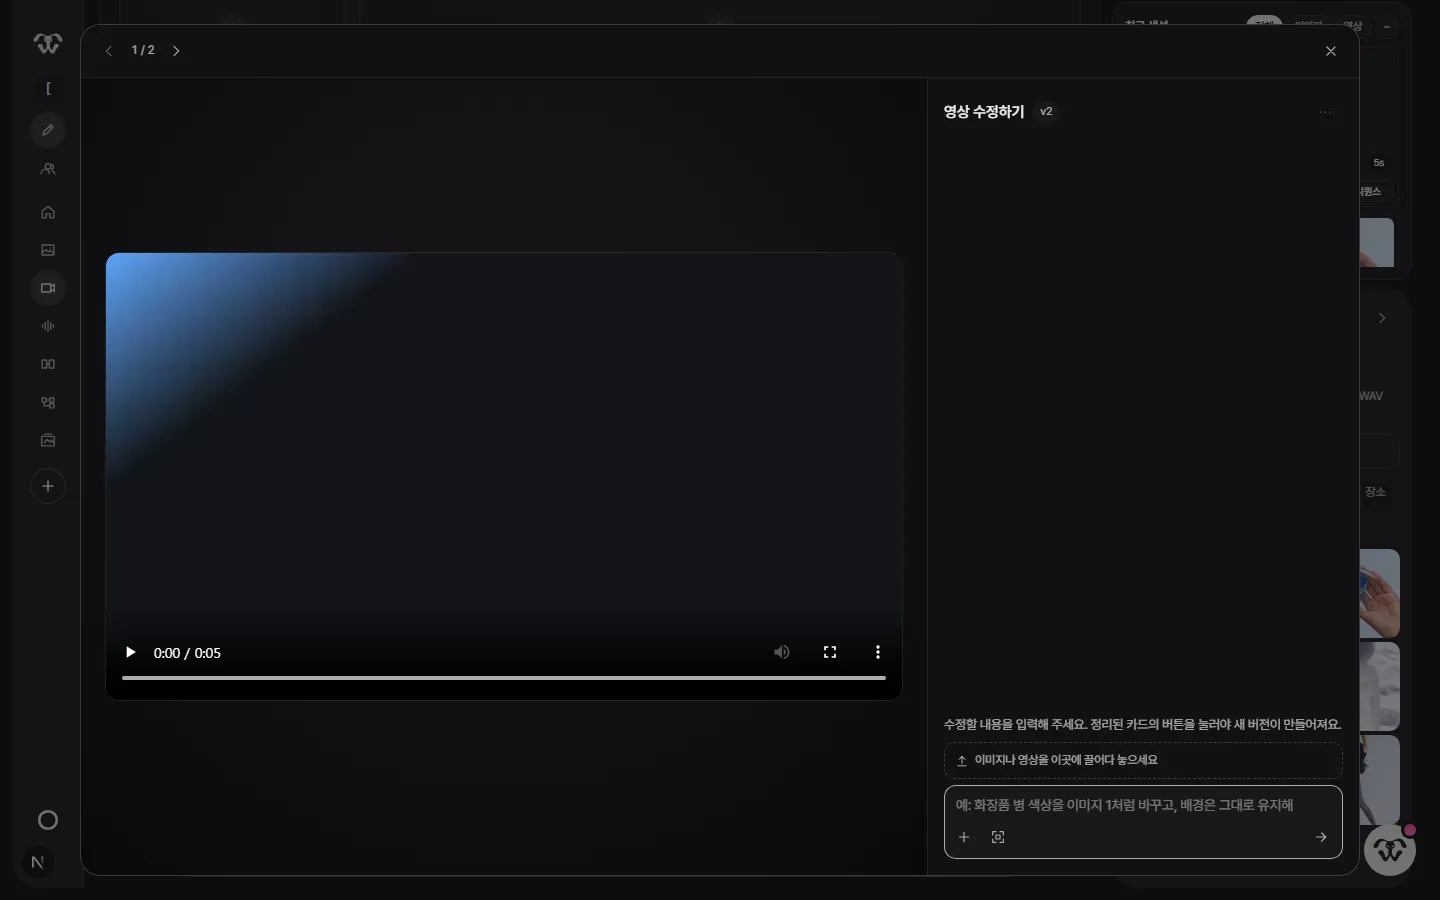 1 / 2
영상 수정하기 v2
5s
WAV
장소
0:00 / 0:05
수정할 내용을 입력해 주세요. 정리된 카드의 버튼을 눌러야 새 버전이 만들어져요.
이미지나 영상을 이곳에 끌어다 놓으세요
예: 화장품 병 색상을 이미지 1처럼 바꾸고, 배경은 그대로 유지해
N